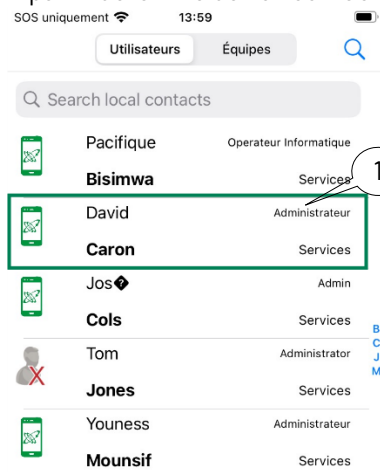 SOS uniquement 13:59
Utilisateurs Équipes
Search local contacts
Pacifique Operateur Informatique
Bisimwa Services
1
David Administrateur
Caron Services
Jos� Admin
Cols Services
Tom Administrator
Jones Services
Youness Administrateur
Mounsif Services
B
C
J
M